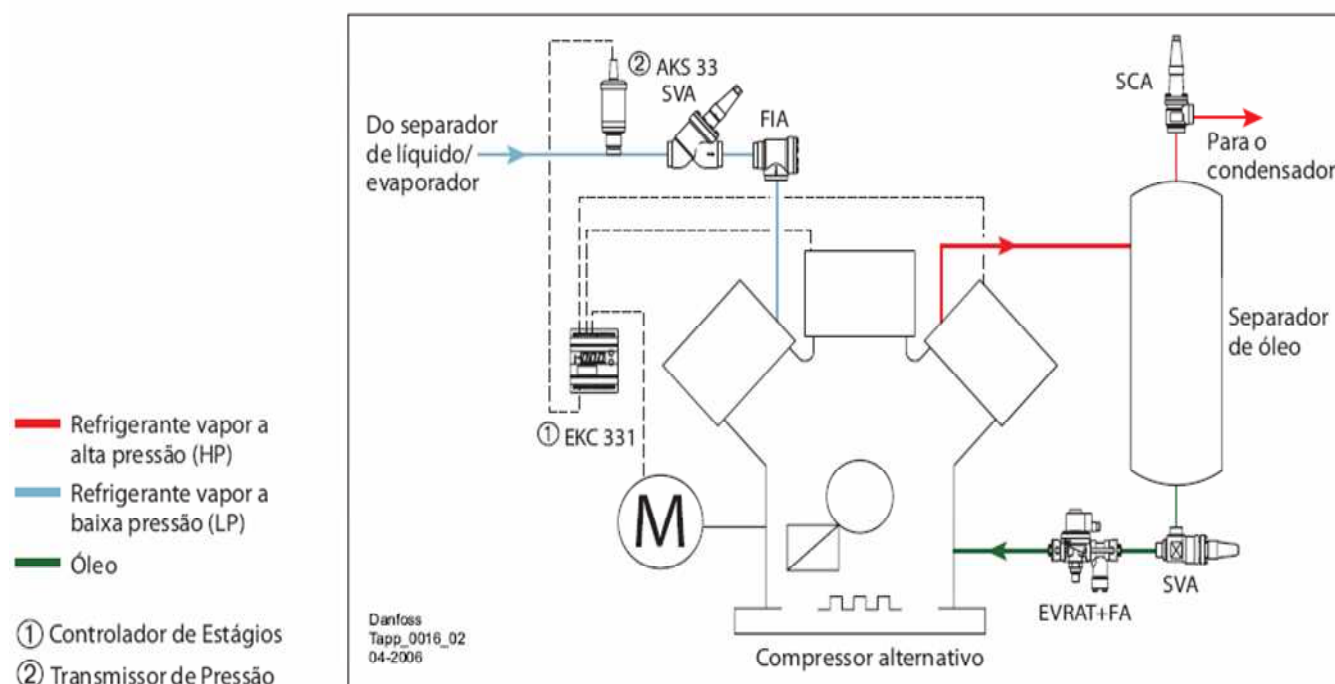 ② AKS 33
SVA
FIA
SCA
Do separador
de líquido/
evaporador
Para o
condensador
Separador
de óleo
① EKC 331
M
SVA
EVRAT+FA
Compressor alternativo
Danfoss
Tapp_0016_02
04-2006
Refrigerante vapor a
alta pressão (HP)
Refrigerante vapor a
baixa pressão (LP)
Óleo
① Controlador de Estágios
② Transmissor de Pressão